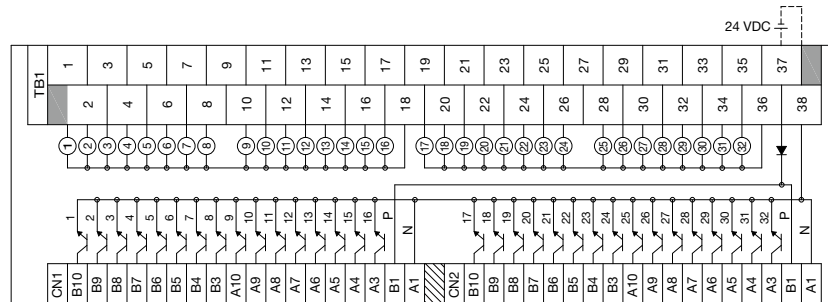 24 VDC
TB1
1 3 5 7 9 11 13 15 17 19 21 23 25 27 29 31 33 35 37
2 4 6 8 10 12 14 16 18 20 22 24 26 28 30 32 34 36 38
1 2 3 4 5 6 7 8 9 10 11 12 13 14 15 16 17 18 19 20 21 22 23 24 25 26 27 28 29 30 31 32
1 2 3 4 5 6 7 8 9 10 11 12 13 14 15 16 P N 17 18 19 20 21 22 23 24 25 26 27 28 29 30 31 32 P N
CN1 B10 B9 B8 B7 B6 B5 B4 B3 A10 A9 A8 A7 A6 A5 A4 A3 B1 A1 CN2 B10 B9 B8 B7 B6 B5 B4 B3 A10 A9 A8 A7 A6 A5 A4 A3 B1 A1